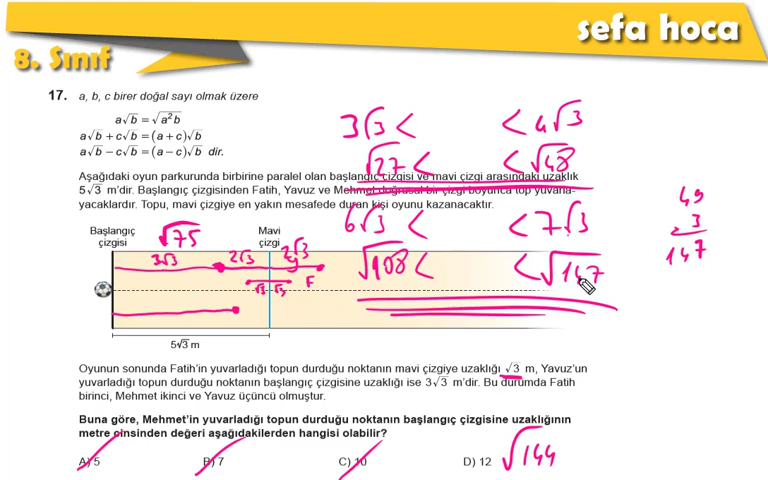 sefa hoca
8. Sınıf
17. a, b, c birer doğal sayı olmak üzere
a√b = √a²b
a√b + c√b = (a + c)√b
a√b – c√b = (a – c)√b dir.
3√3 < < 4√3
√27 < < √48
Aşağıdaki oyun parkurunda birbirine paralel olan başlangıç çizgisi ve mavi çizgi arasındaki uzaklık
5√3 m'dir. Başlangıç çizgisinden Fatih, Yavuz ve Mehmet doğrusal bir çizgi boyunca top yuvarla-
yacaklardır. Topu, mavi çizgiye en yakın mesafede duran kişi oyunu kazanacaktır.
6√3 < < 7√3
√108 < < √147
49
3
147
Başlangıç çizgisi
√75
Mavi çizgi
3√3 2√3 2√3
√3 √3 F
5√3 m
Oyunun sonunda Fatih'in yuvarladığı topun durduğu noktanın mavi çizgiye uzaklığı √3 m, Yavuz'un
yuvarladığı topun durduğu noktanın başlangıç çizgisine uzaklığı ise 3√3 m'dir. Bu durumda Fatih
birinci, Mehmet ikinci ve Yavuz üçüncü olmuştur.
Buna göre, Mehmet'in yuvarladığı topun durduğu noktanın başlangıç çizgisine uzaklığının
metre cinsinden değeri aşağıdakilerden hangisi olabilir?
A) 5 B) 7 C) 10 D) 12 √144